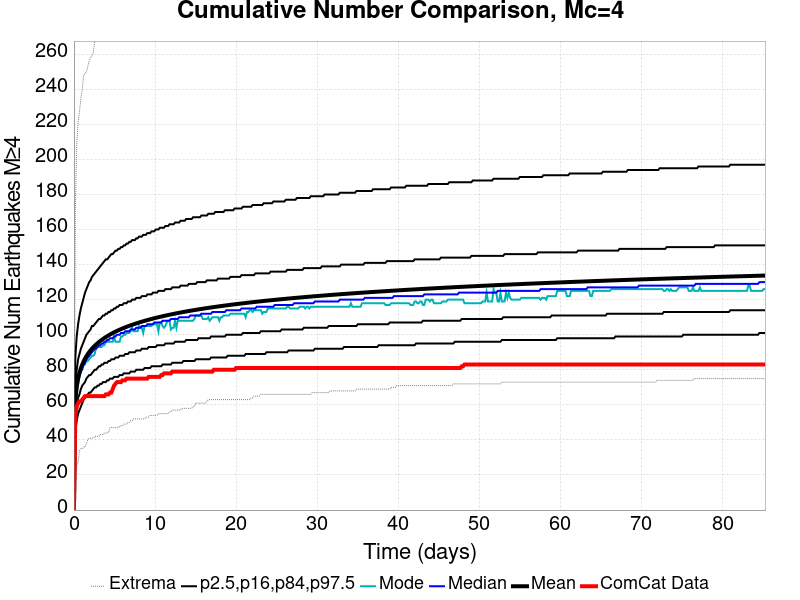 Cumulative Number Comparison, Mc=4
Cumulative Num Earthquakes M≥4
260
240
220
200
180
160
140
120
100
80
60
40
20
0
0 10 20 30 40 50 60 70 80
Time (days)
Extrema p2.5,p16,p84,p97.5 Mode Median Mean ComCat Data